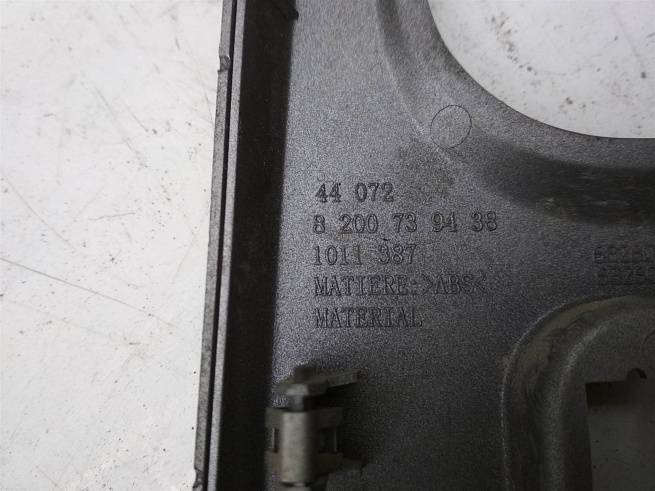 44 072
8 200 73 94 38
1011 387
MATIERE:>ABS<
MATERIAL